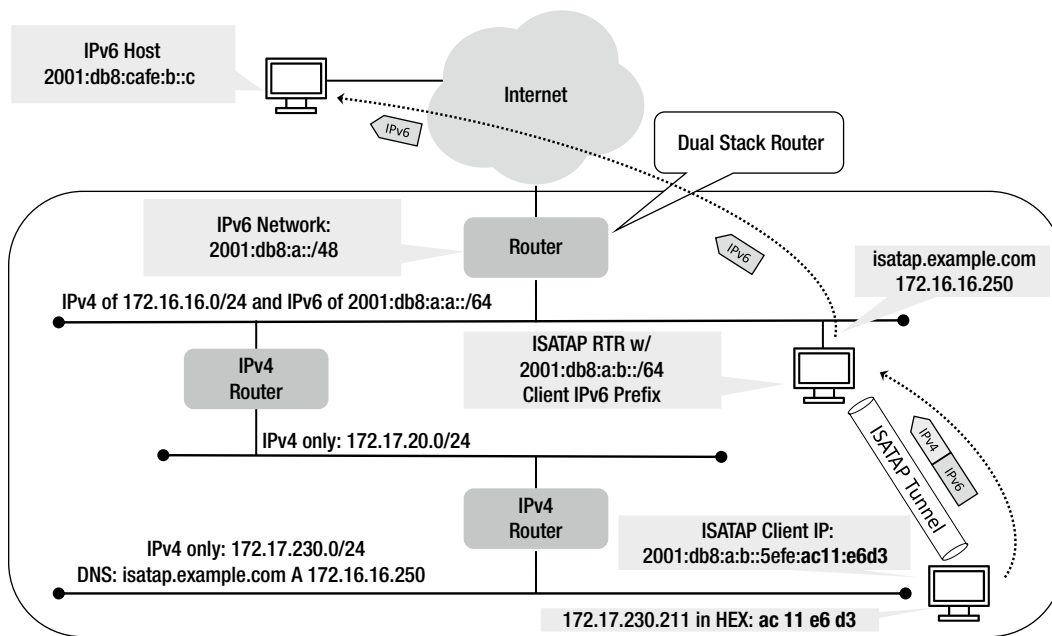 IPv6 Host
2001:db8:cafe:b::c
Internet
IPv6
Dual Stack Router
IPv6 Network:
2001:db8:a::/48
Router
IPv6
isatap.example.com
172.16.16.250
IPv4 of 172.16.16.0/24 and IPv6 of 2001:db8:a:a::/64
IPv4
Router
ISATAP RTR w/
2001:db8:a:b::/64
Client IPv6 Prefix
IPv4 only: 172.17.20.0/24
ISATAP Tunnel
IPv4
IPv6
IPv4
Router
IPv4 only: 172.17.230.0/24
DNS: isatap.example.com A 172.16.16.250
ISATAP Client IP:
2001:db8:a:b::5efe:ac11:e6d3
172.17.230.211 in HEX: ac 11 e6 d3